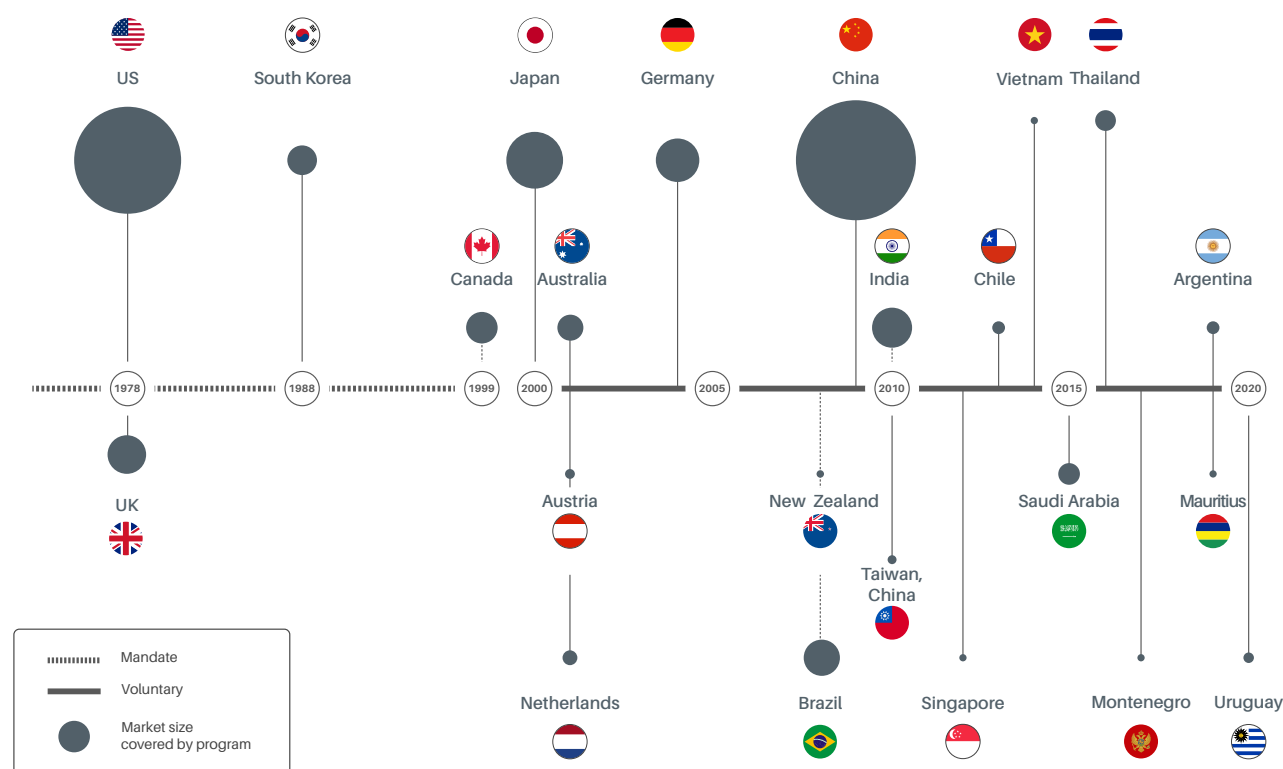 US
South Korea
Japan
Germany
China
Vietnam
Thailand
Canada
Australia
India
Chile
Argentina
1978
1988
1999
2000
2005
2010
2015
2020
UK
Austria
New Zealand
Saudi Arabia
Mauritius
Taiwan,
China
Netherlands
Brazil
Singapore
Montenegro
Uruguay
Mandate
Voluntary
Market size
covered by program